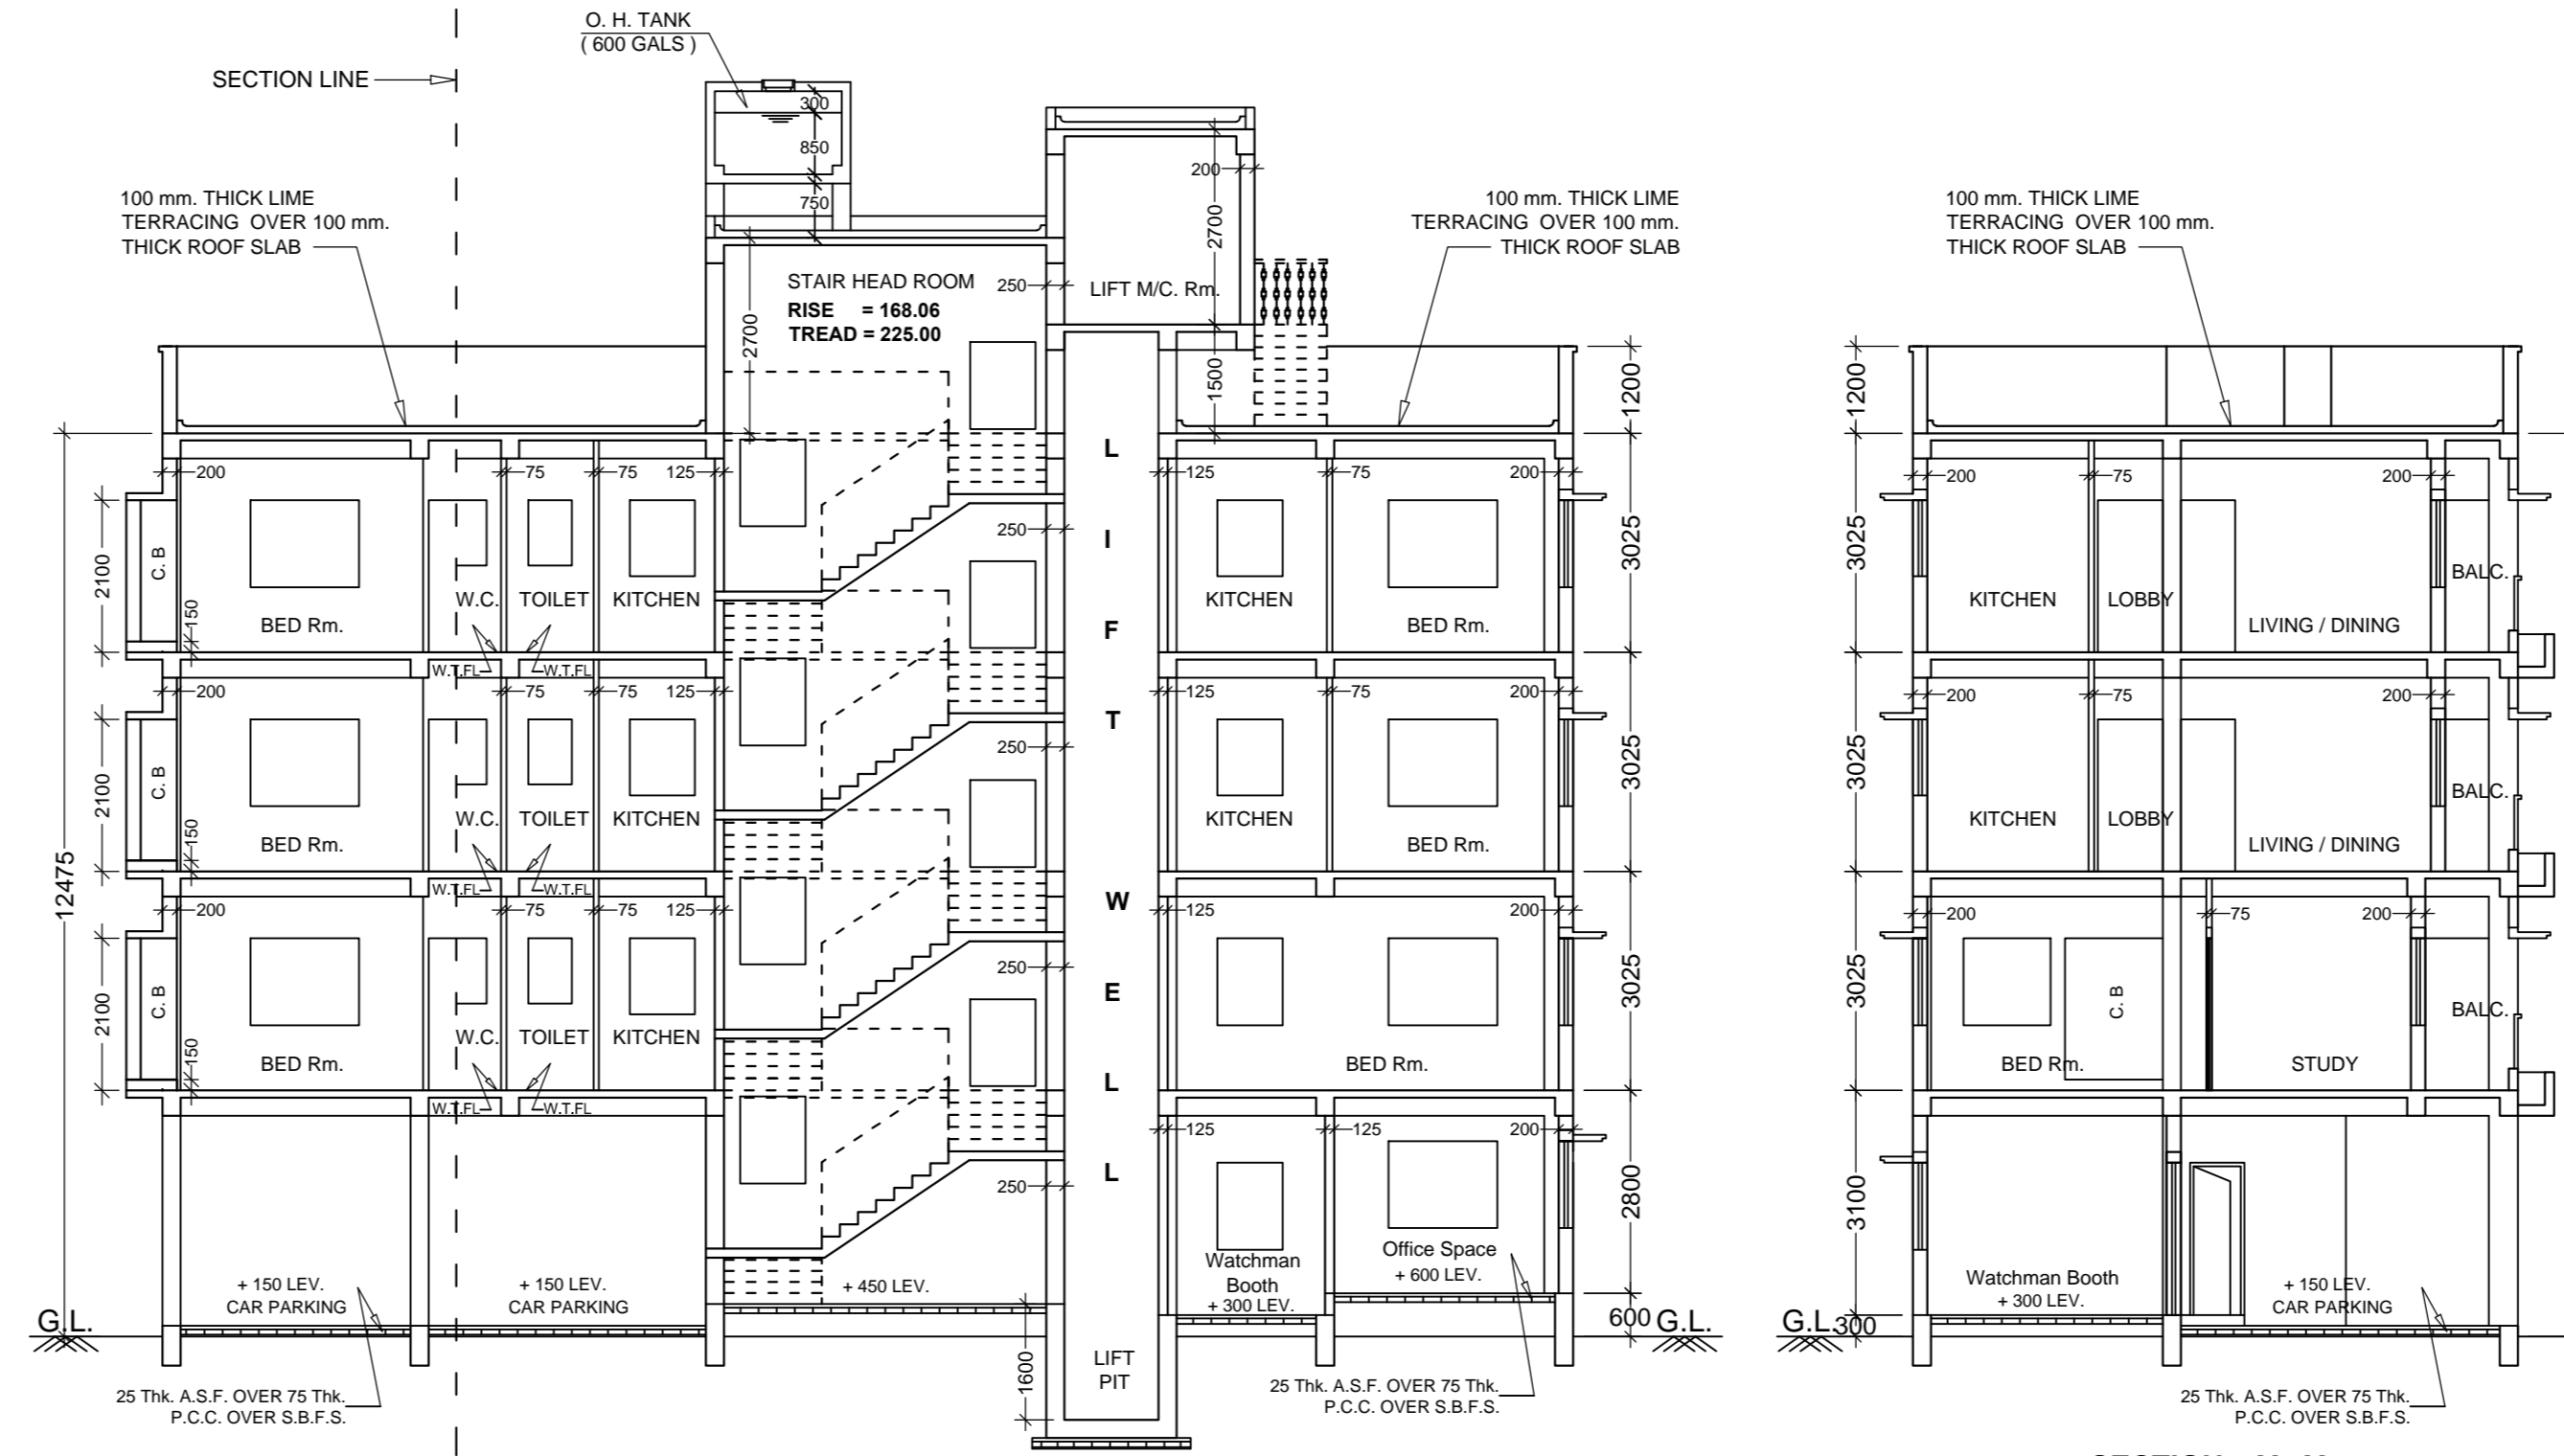 O. H. TANK
( 600 GALS )
SECTION LINE
300
850
750
200
100 mm. THICK LIME
TERRACING OVER 100 mm.
THICK ROOF SLAB
100 mm. THICK LIME
TERRACING OVER 100 mm.
THICK ROOF SLAB
100 mm. THICK LIME
TERRACING OVER 100 mm.
THICK ROOF SLAB
2700
STAIR HEAD ROOM
RISE = 168.06
TREAD = 225.00
250
LIFT M/C. Rm.
2700
1500
1200
1200
L
I
F
T
W
E
L
L
200 75 75 125 125 75 200 200 75 200
2100
C. B
150
BED Rm.
W.C. TOILET KITCHEN
250
KITCHEN
BED Rm.
3025
3025
KITCHEN LOBBY
LIVING / DINING
BALC.
W.T.FL W.T.FL
200 75 75 125 125 75 200 200 75 200
2100
C. B
150
BED Rm.
W.C. TOILET KITCHEN
250
KITCHEN
BED Rm.
3025
3025
KITCHEN LOBBY
LIVING / DINING
BALC.
12475
W.T.FL W.T.FL
200 75 75 125 125 200 200 75 200
2100
C. B
150
BED Rm.
W.C. TOILET KITCHEN
250
BED Rm.
3025
3025
BED Rm.
C. B
STUDY
BALC.
W.T.FL W.T.FL
125 125 200
250
2800
3100
+ 150 LEV.
CAR PARKING
+ 150 LEV.
CAR PARKING
+ 450 LEV.
Watchman
Booth
+ 300 LEV.
Office Space
+ 600 LEV.
Watchman Booth
+ 300 LEV.
+ 150 LEV.
CAR PARKING
G.L.
600 G.L.
G.L. 300
1600
LIFT
PIT
25 Thk. A.S.F. OVER 75 Thk.
P.C.C. OVER S.B.F.S.
25 Thk. A.S.F. OVER 75 Thk.
P.C.C. OVER S.B.F.S.
25 Thk. A.S.F. OVER 75 Thk.
P.C.C. OVER S.B.F.S.